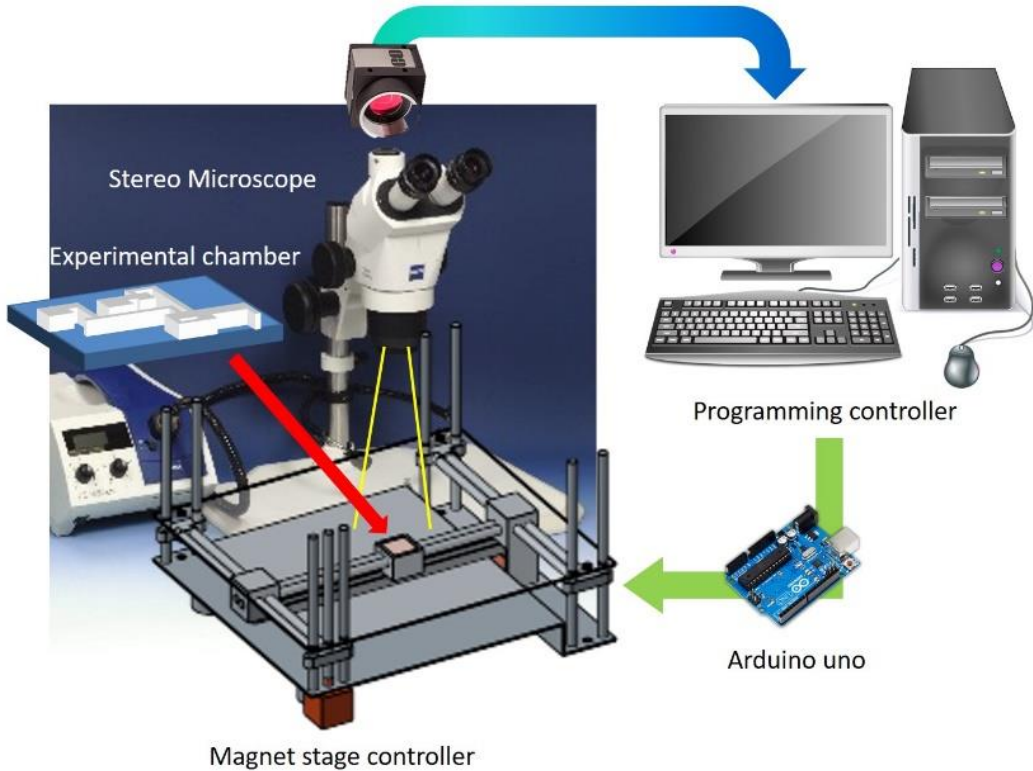 Stereo Microscope
Experimental chamber
Programming controller
Arduino uno
Magnet stage controller